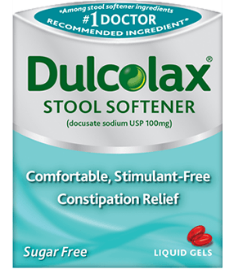 *Among stool softener ingredients
#1 DOCTOR*
RECOMMENDED INGREDIENT
Dulcolax®
STOOL SOFTENER
(docusate sodium USP 100mg)
Comfortable, Stimulant-Free
Constipation Relief
Sugar Free
LIQUID GELS